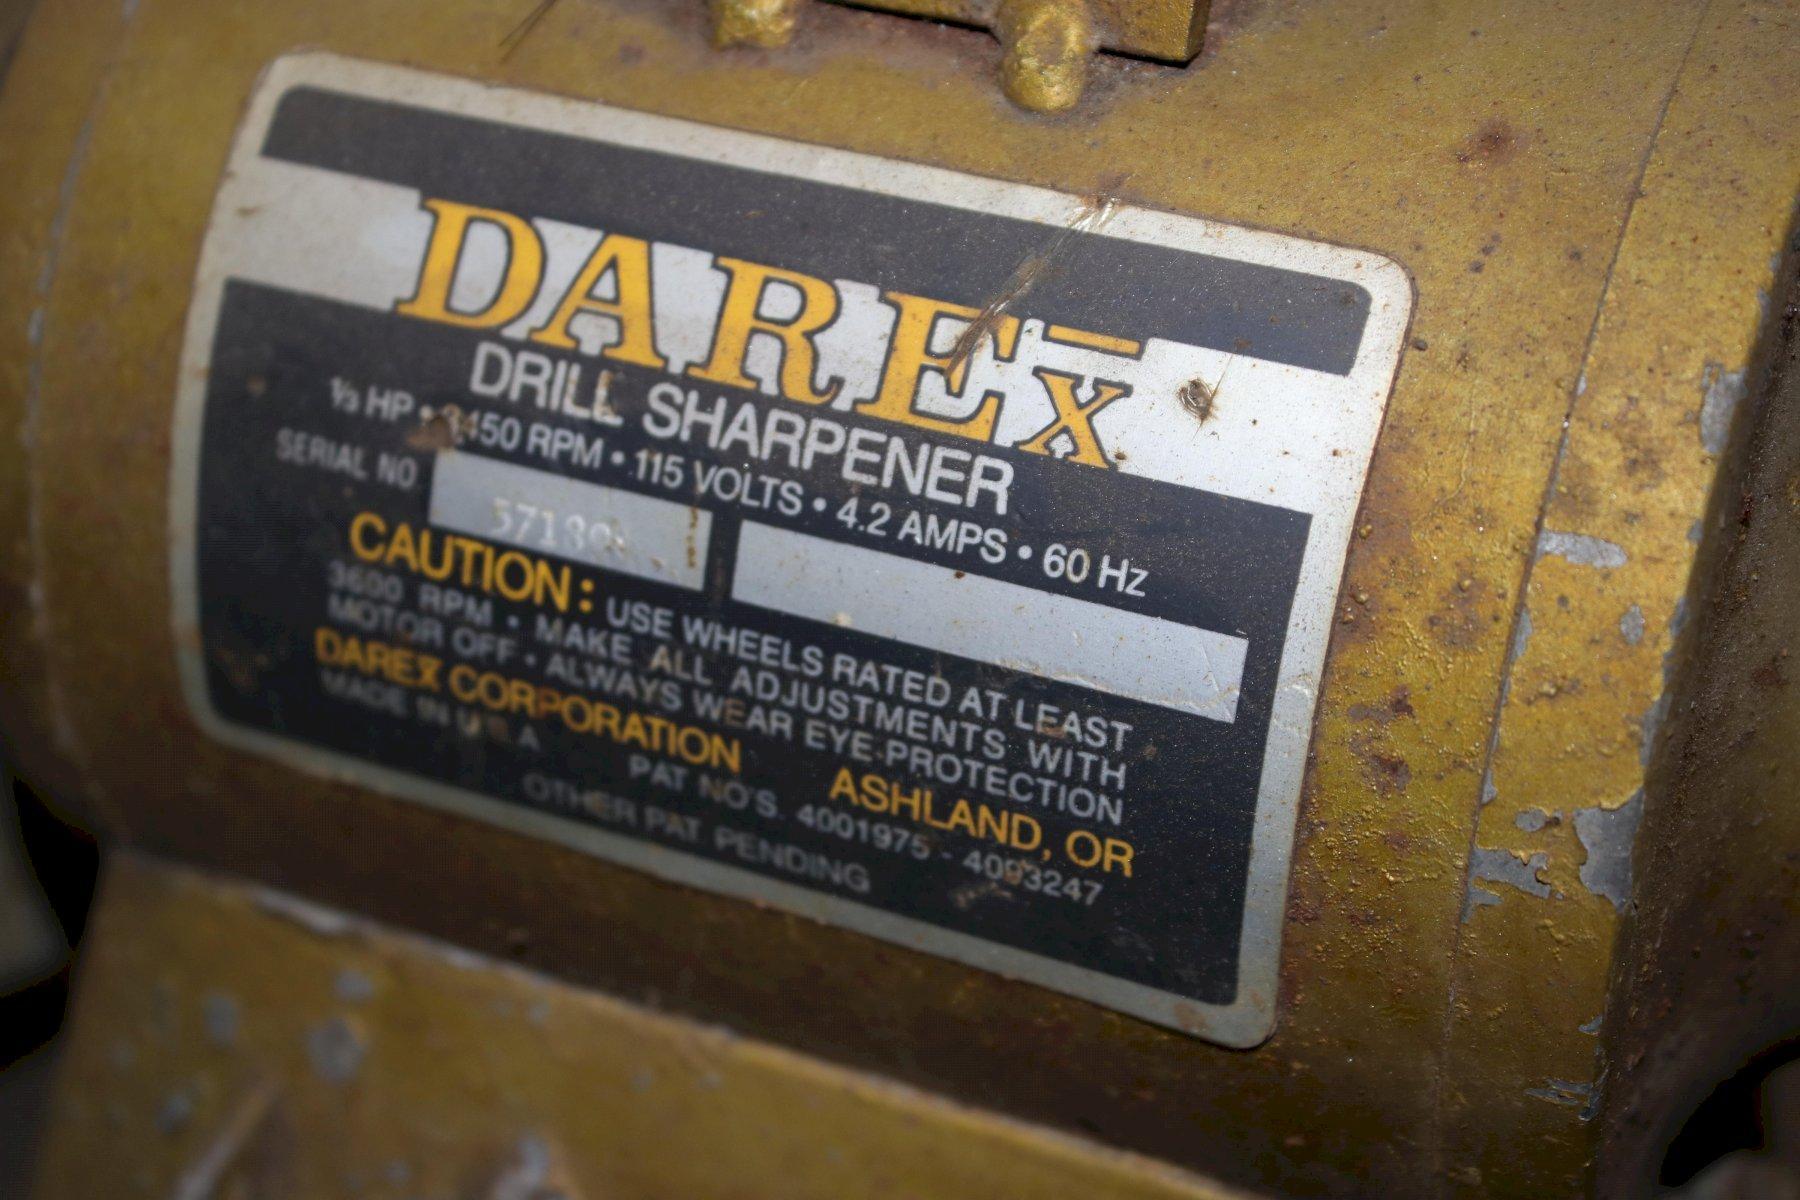 DAREX
DRILL SHARPENER
⅓ HP • 3450 RPM • 115 VOLTS • 4.2 AMPS • 60 Hz
SERIAL NO
CAUTION: USE WHEELS RATED AT LEAST
3600 RPM • MAKE ALL ADJUSTMENTS WITH
MOTOR OFF • ALWAYS WEAR EYE PROTECTION
DAREX CORPORATION ASHLAND, OR
MADE IN U.S.A PAT NO'S. 4001975 - 4093247
OTHER PAT. PENDING